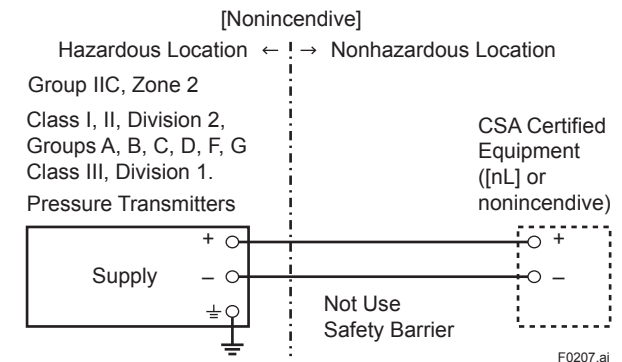 [Nonincendive]
Hazardous Location ← → Nonhazardous Location
Group IIC, Zone 2
Class I, II, Division 2,
Groups A, B, C, D, F, G
Class III, Division 1.
Pressure Transmitters
CSA Certified
Equipment
([nL] or
nonincendive)
+ +
Supply – –
Not Use
Safety Barrier
F0207.ai